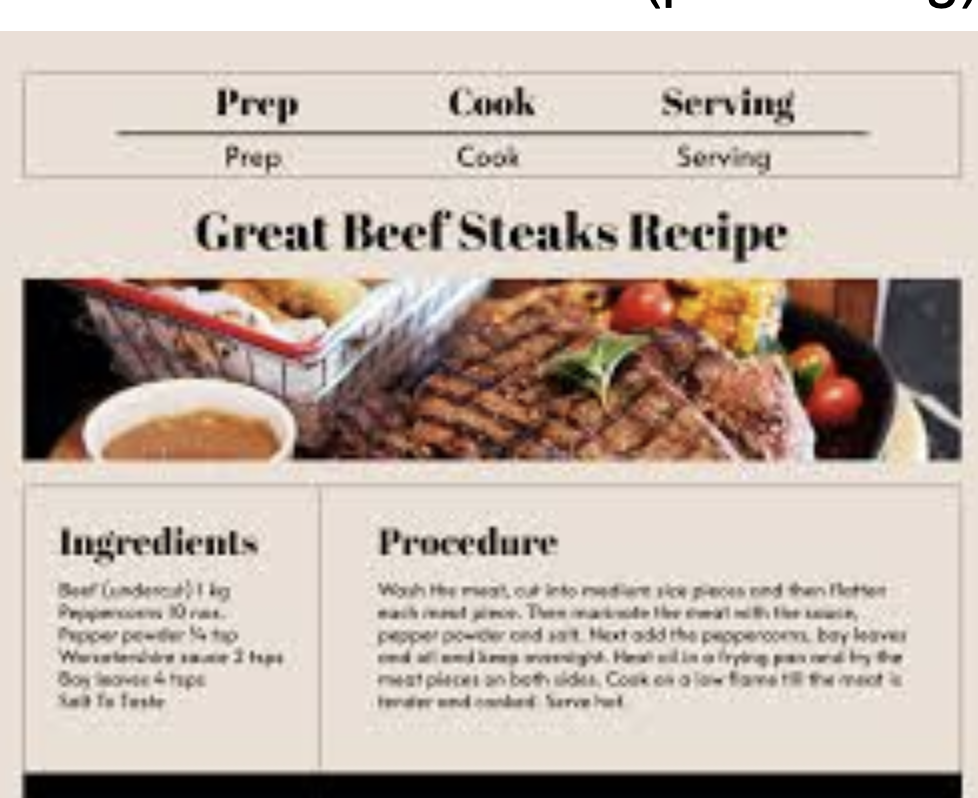 Prep Cook Serving
Prep Cook Serving
Great Beef Steaks Recipe
Ingredients
Beef (undercut) 1 kg
Peppercorns 10 nos.
Pepper powder ¼ tsp
Worcetershire sauce 2 tsps
Bay leaves 4 tsps
Salt To Taste
Procedure
Wash the meat, cut into medium size pieces and then flatten
each meat piece. Then marinate the meat with the sauce,
pepper powder and salt. Next add the peppercorns, bay leaves
and oil and keep overnight. Heat oil in a frying pan and fry the
meat pieces on both sides. Cook on a low flame till the meat is
tender and cooked. Serve hot.